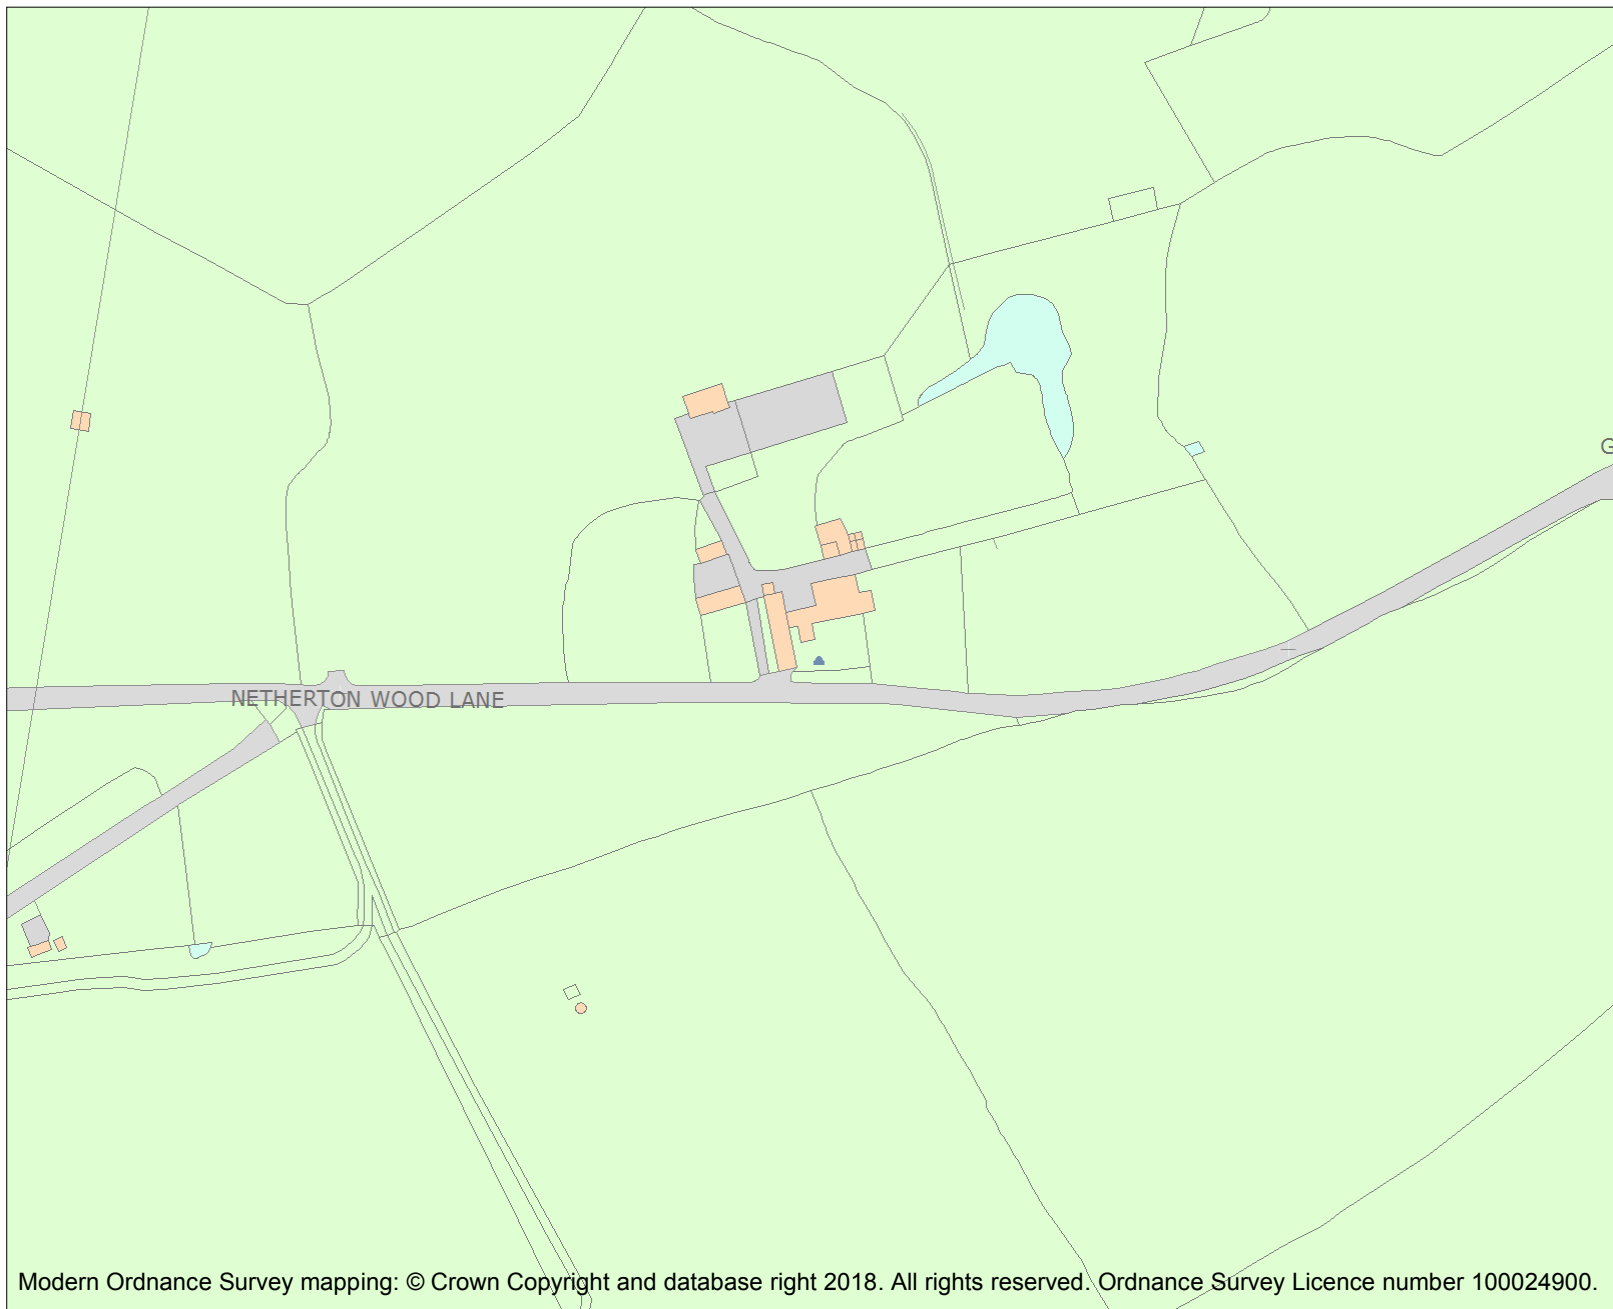 G
NETHERTON WOOD LANE
Modern Ordnance Survey mapping: © Crown Copyright and database right 2018. All rights reserved. Ordnance Survey Licence number 100024900.